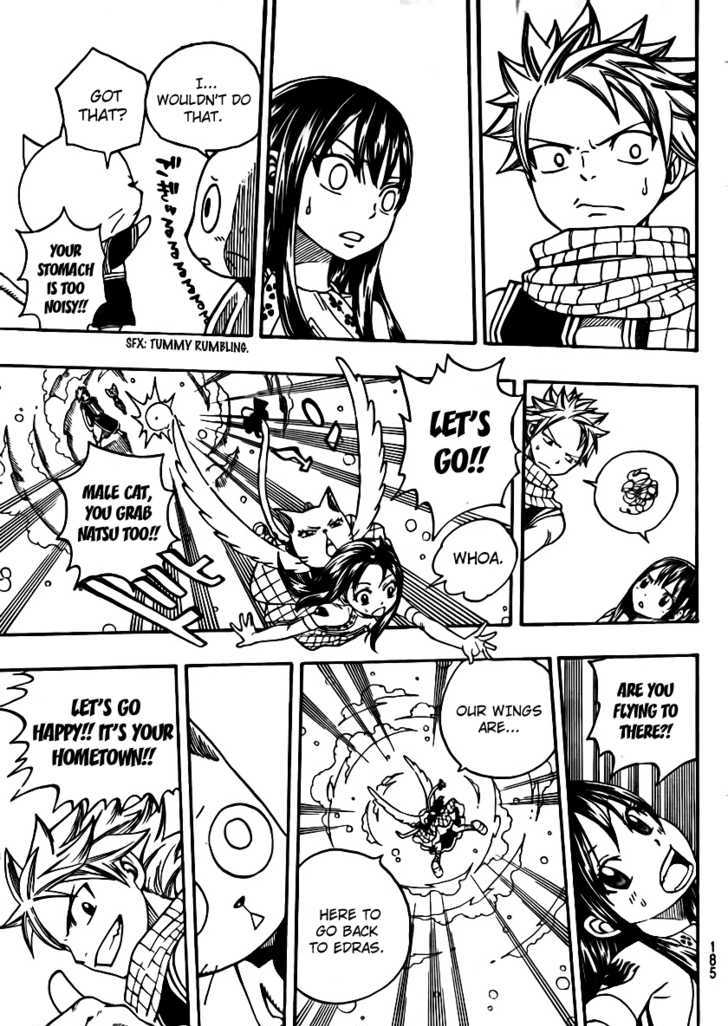 I...
WOULDN'T DO
THAT.
GOT
THAT?
YOUR
STOMACH
IS TOO
NOISY!!
SFX: TUMMY RUMBLING.
WHOA.
LET'S
GO!!
MALE CAT,
YOU GRAB
NATSU TOO!!
ARE YOU
FLYING TO
THERE?!
OUR WINGS
ARE...
HERE TO
GO BACK
TO EDRAS.
LET'S GO
HAPPY!! IT'S YOUR
HOMETOWN!!
185